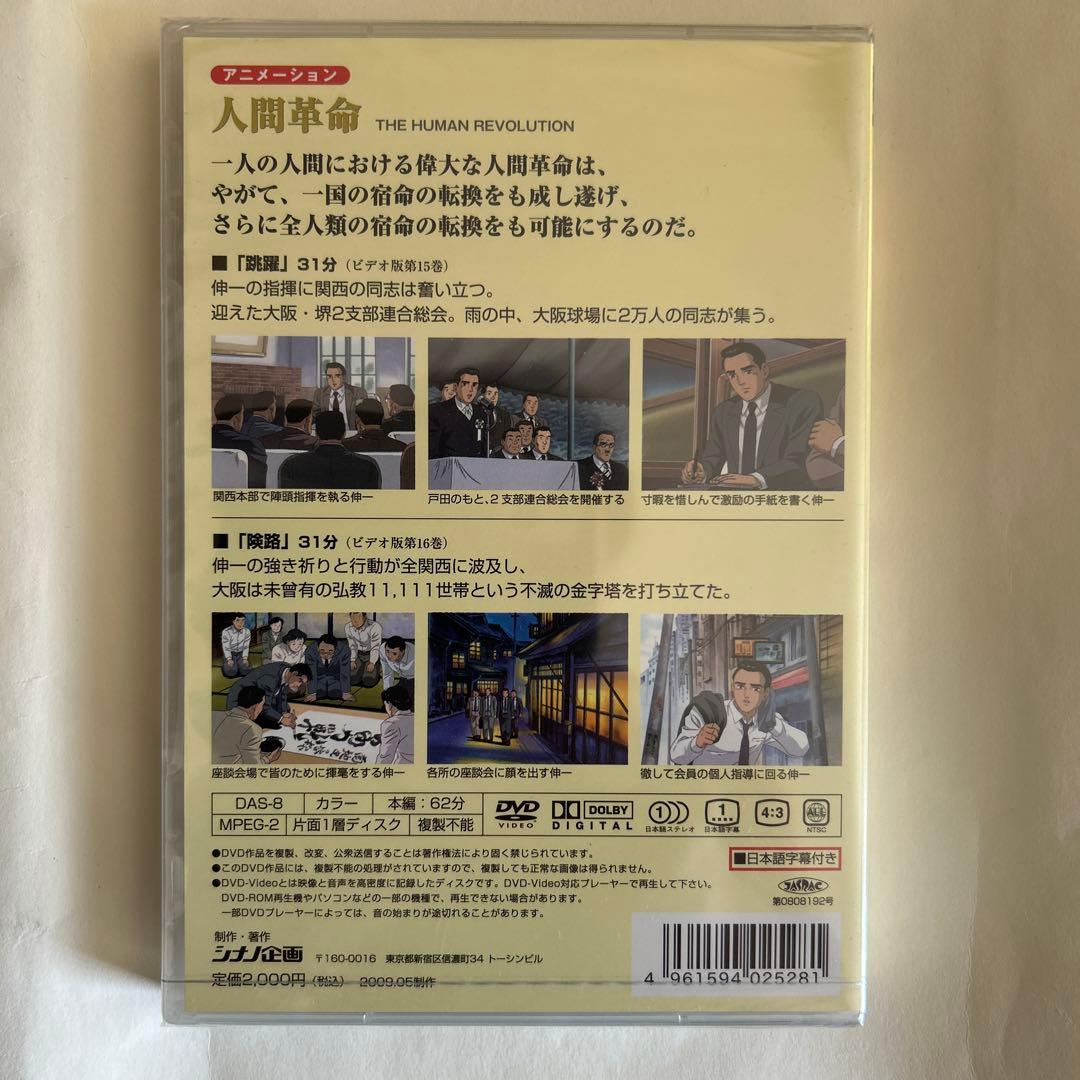 アニメーション
人間革命 THE HUMAN REVOLUTION
一人の人間における偉大な人間革命は、
やがて、一国の宿命の転換をも成し遂げ、
さらに全人類の宿命の転換をも可能にするのだ。
■「跳躍」31分（ビデオ版第15巻）
伸一の指揮に関西の同志は奮い立つ。
迎えた大阪・堺2支部連合総会。雨の中、大阪球場に2万人の同志が集う。
関西本部で陣頭指揮を執る伸一
戸田のもと、2支部連合総会を開催する
寸暇を惜しんで激励の手紙を書く伸一
■「険路」31分（ビデオ版第16巻）
伸一の強き祈りと行動が全関西に波及し、
大阪は未曾有の弘教11,111世帯という不滅の金字塔を打ち立てた。
座談会場で皆のために揮毫をする伸一
各所の座談会に顔を出す伸一
徹して会員の個人指導に回る伸一
DAS-8 カラー 本編：62分
MPEG-2 片面1層ディスク 複製不能
DVD VIDEO
DOLBY DIGITAL
1 日本語ステレオ
1 日本語字幕
4:3
ALL NTSC
●DVD作品を複製、改変、公衆送信することは著作権法により固く禁じられています。
●このDVD作品には、複製不能の処理がされていますので、複製しても正常な画像は得られません。
●DVD-Videoとは映像と音声を高密度に記録したディスクです。DVD-Video対応プレーヤーで再生して下さい。
DVD-ROM再生機やパソコンなどの一部の機種で、再生できない場合があります。
一部DVDプレーヤーによっては、音の始まりが途切れることがあります。
■日本語字幕付き
JASRAC
第0808192号
制作・著作
シナノ企画 〒160-0016 東京都新宿区信濃町34 トーシンビル
定価2,000円（税込） 2009.05制作
4 961594 025281